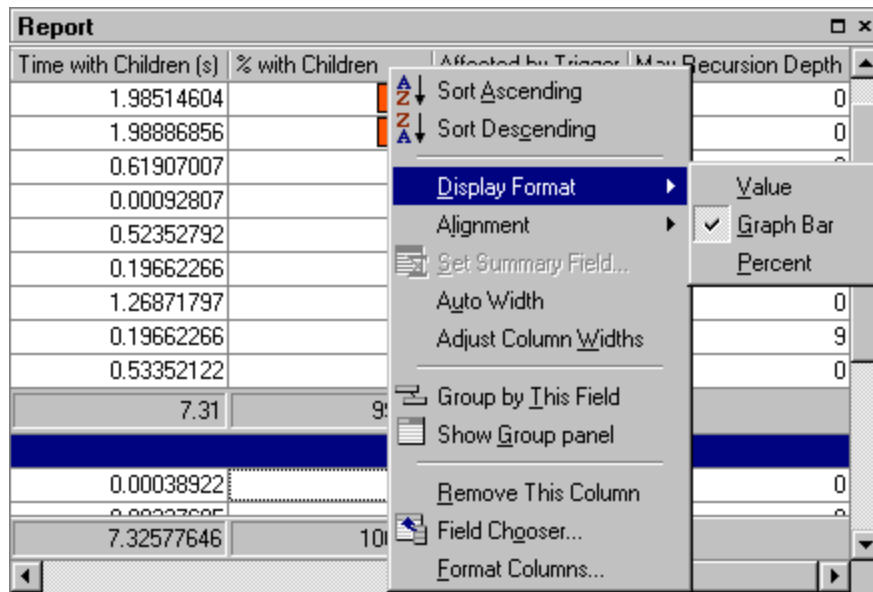 Report
Time with Children (s) % with Children Affected by Trigger Recursion Depth
1.98514604 0
1.98886856 0
0.61907007
0.00092807
0.52352792
0.19662266
1.26871797 0
0.19662266 9
0.53352122 0
7.31
0.00038922 0
7.32577646
Sort Ascending
Sort Descending
Display Format
Alignment
Set Summary Field...
Auto Width
Adjust Column Widths
Group by This Field
Show Group panel
Remove This Column
Field Chooser...
Format Columns...
Value
Graph Bar
Percent